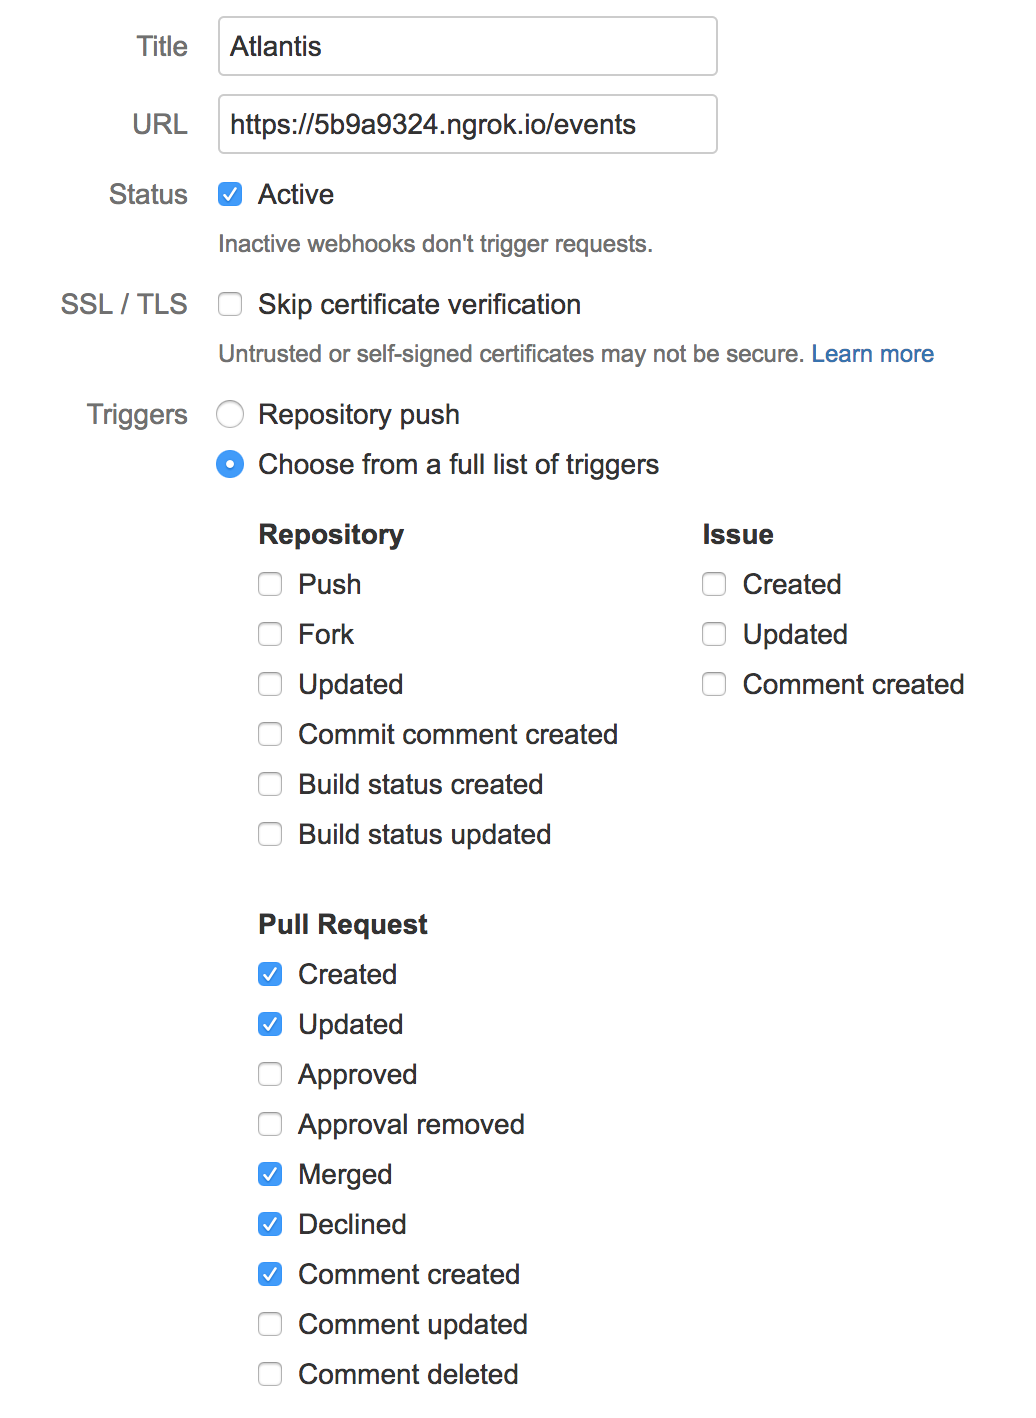 Title Atlantis
URL https://5b9a9324.ngrok.io/events
Status Active
Inactive webhooks don't trigger requests.
SSL / TLS Skip certificate verification
Untrusted or self-signed certificates may not be secure. Learn more
Triggers Repository push
Choose from a full list of triggers
Repository
Push
Fork
Updated
Commit comment created
Build status created
Build status updated
Issue
Created
Updated
Comment created
Pull Request
Created
Updated
Approved
Approval removed
Merged
Declined
Comment created
Comment updated
Comment deleted